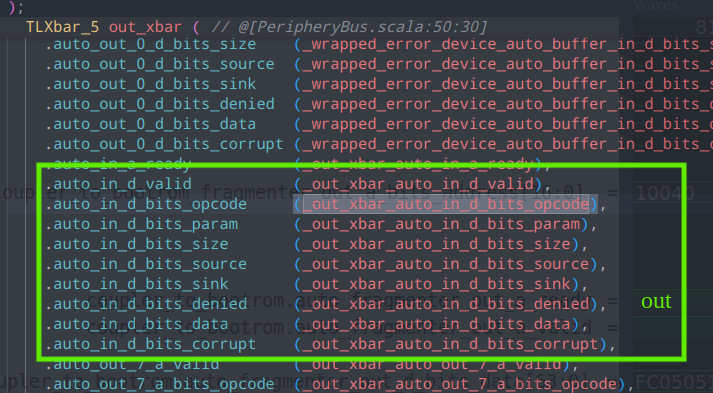 Waves
);
TLXbar_5 out_xbar ( // @[PeripheryBus.scala:50:30]
.auto_out_0_d_bits_size (_wrapped_error_device_auto_buffer_in_d_bits_s
.auto_out_0_d_bits_source (_wrapped_error_device_auto_buffer_in_d_bits_s
.auto_out_0_d_bits_sink (_wrapped_error_device_auto_buffer_in_d_bits_s
.auto_out_0_d_bits_denied (_wrapped_error_device_auto_buffer_in_d_bits_d
.auto_out_0_d_bits_data (_wrapped_error_device_auto_buffer_in_d_bits_d
.auto_out_0_d_bits_corrupt (_wrapped_error_device_auto_buffer_in_d_bits_c
.auto_in_a_ready (_out_xbar_auto_in_a_ready),
.auto_in_d_valid (_out_xbar_auto_in_d_valid),
.auto_in_d_bits_opcode (_out_xbar_auto_in_d_bits_opcode), 10040
.auto_in_d_bits_param (_out_xbar_auto_in_d_bits_param),
.auto_in_d_bits_size (_out_xbar_auto_in_d_bits_size),
.auto_in_d_bits_source (_out_xbar_auto_in_d_bits_source),
.auto_in_d_bits_sink (_out_xbar_auto_in_d_bits_sink),
.auto_in_d_bits_denied (_out_xbar_auto_in_d_bits_denied), out
.auto_in_d_bits_data (_out_xbar_auto_in_d_bits_data),
.auto_in_d_bits_corrupt (_out_xbar_auto_in_d_bits_corrupt),
.auto_out_7_a_valid (_out_xbar_auto_out_7_a_valid),
.auto_out_7_a_bits_opcode (_out_xbar_auto_out_7_a_bits_opcode), FC05051